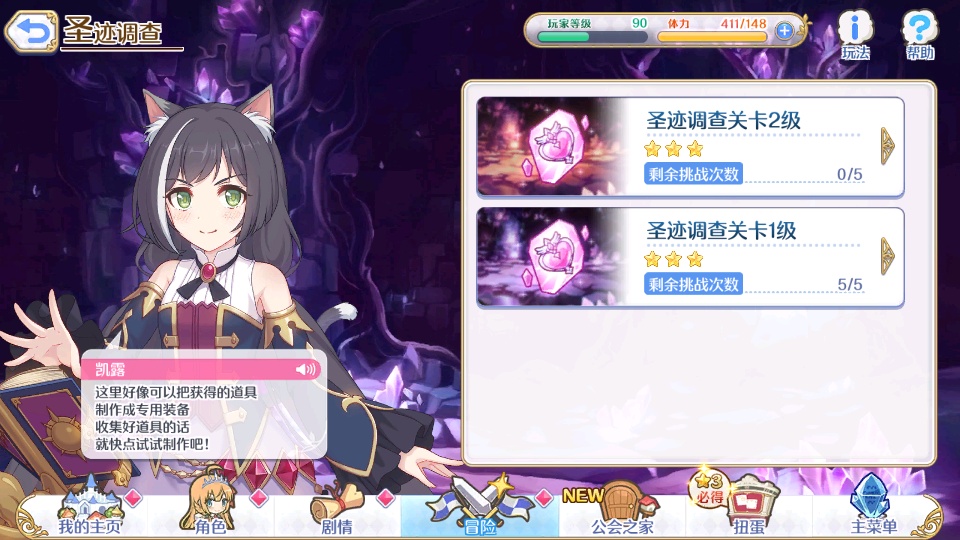 圣迹调查
玩家等级 90 体力 411/148
玩法
帮助
圣迹调查关卡2级
剩余挑战次数 0/5
圣迹调查关卡1级
剩余挑战次数 5/5
凯露
这里好像可以把获得的道具
制作成专用装备
收集好道具的话
就快点试试制作吧!
我的主页
角色
剧情
冒险
NEW
公会之家
3
必得
扭蛋
主菜单